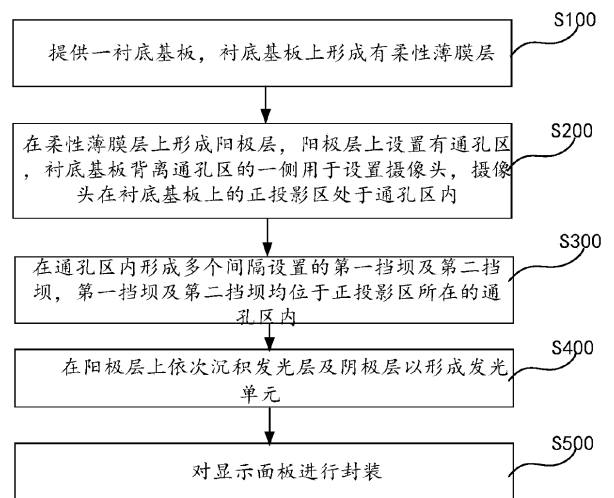 S100
提供一衬底基板，衬底基板上形成有柔性薄膜层
S200
在柔性薄膜层上形成阳极层，阳极层上设置有通孔区
，衬底基板背离通孔区的一侧用于设置摄像头，摄像
头在衬底基板上的正投影区处于通孔区内
S300
在通孔区内形成多个间隔设置的第一挡坝及第二挡
坝，第一挡坝及第二挡坝均位于正投影区所在的通
孔区内
S400
在阳极层上依次沉积发光层及阴极层以形成发光
单元
S500
对显示面板进行封装